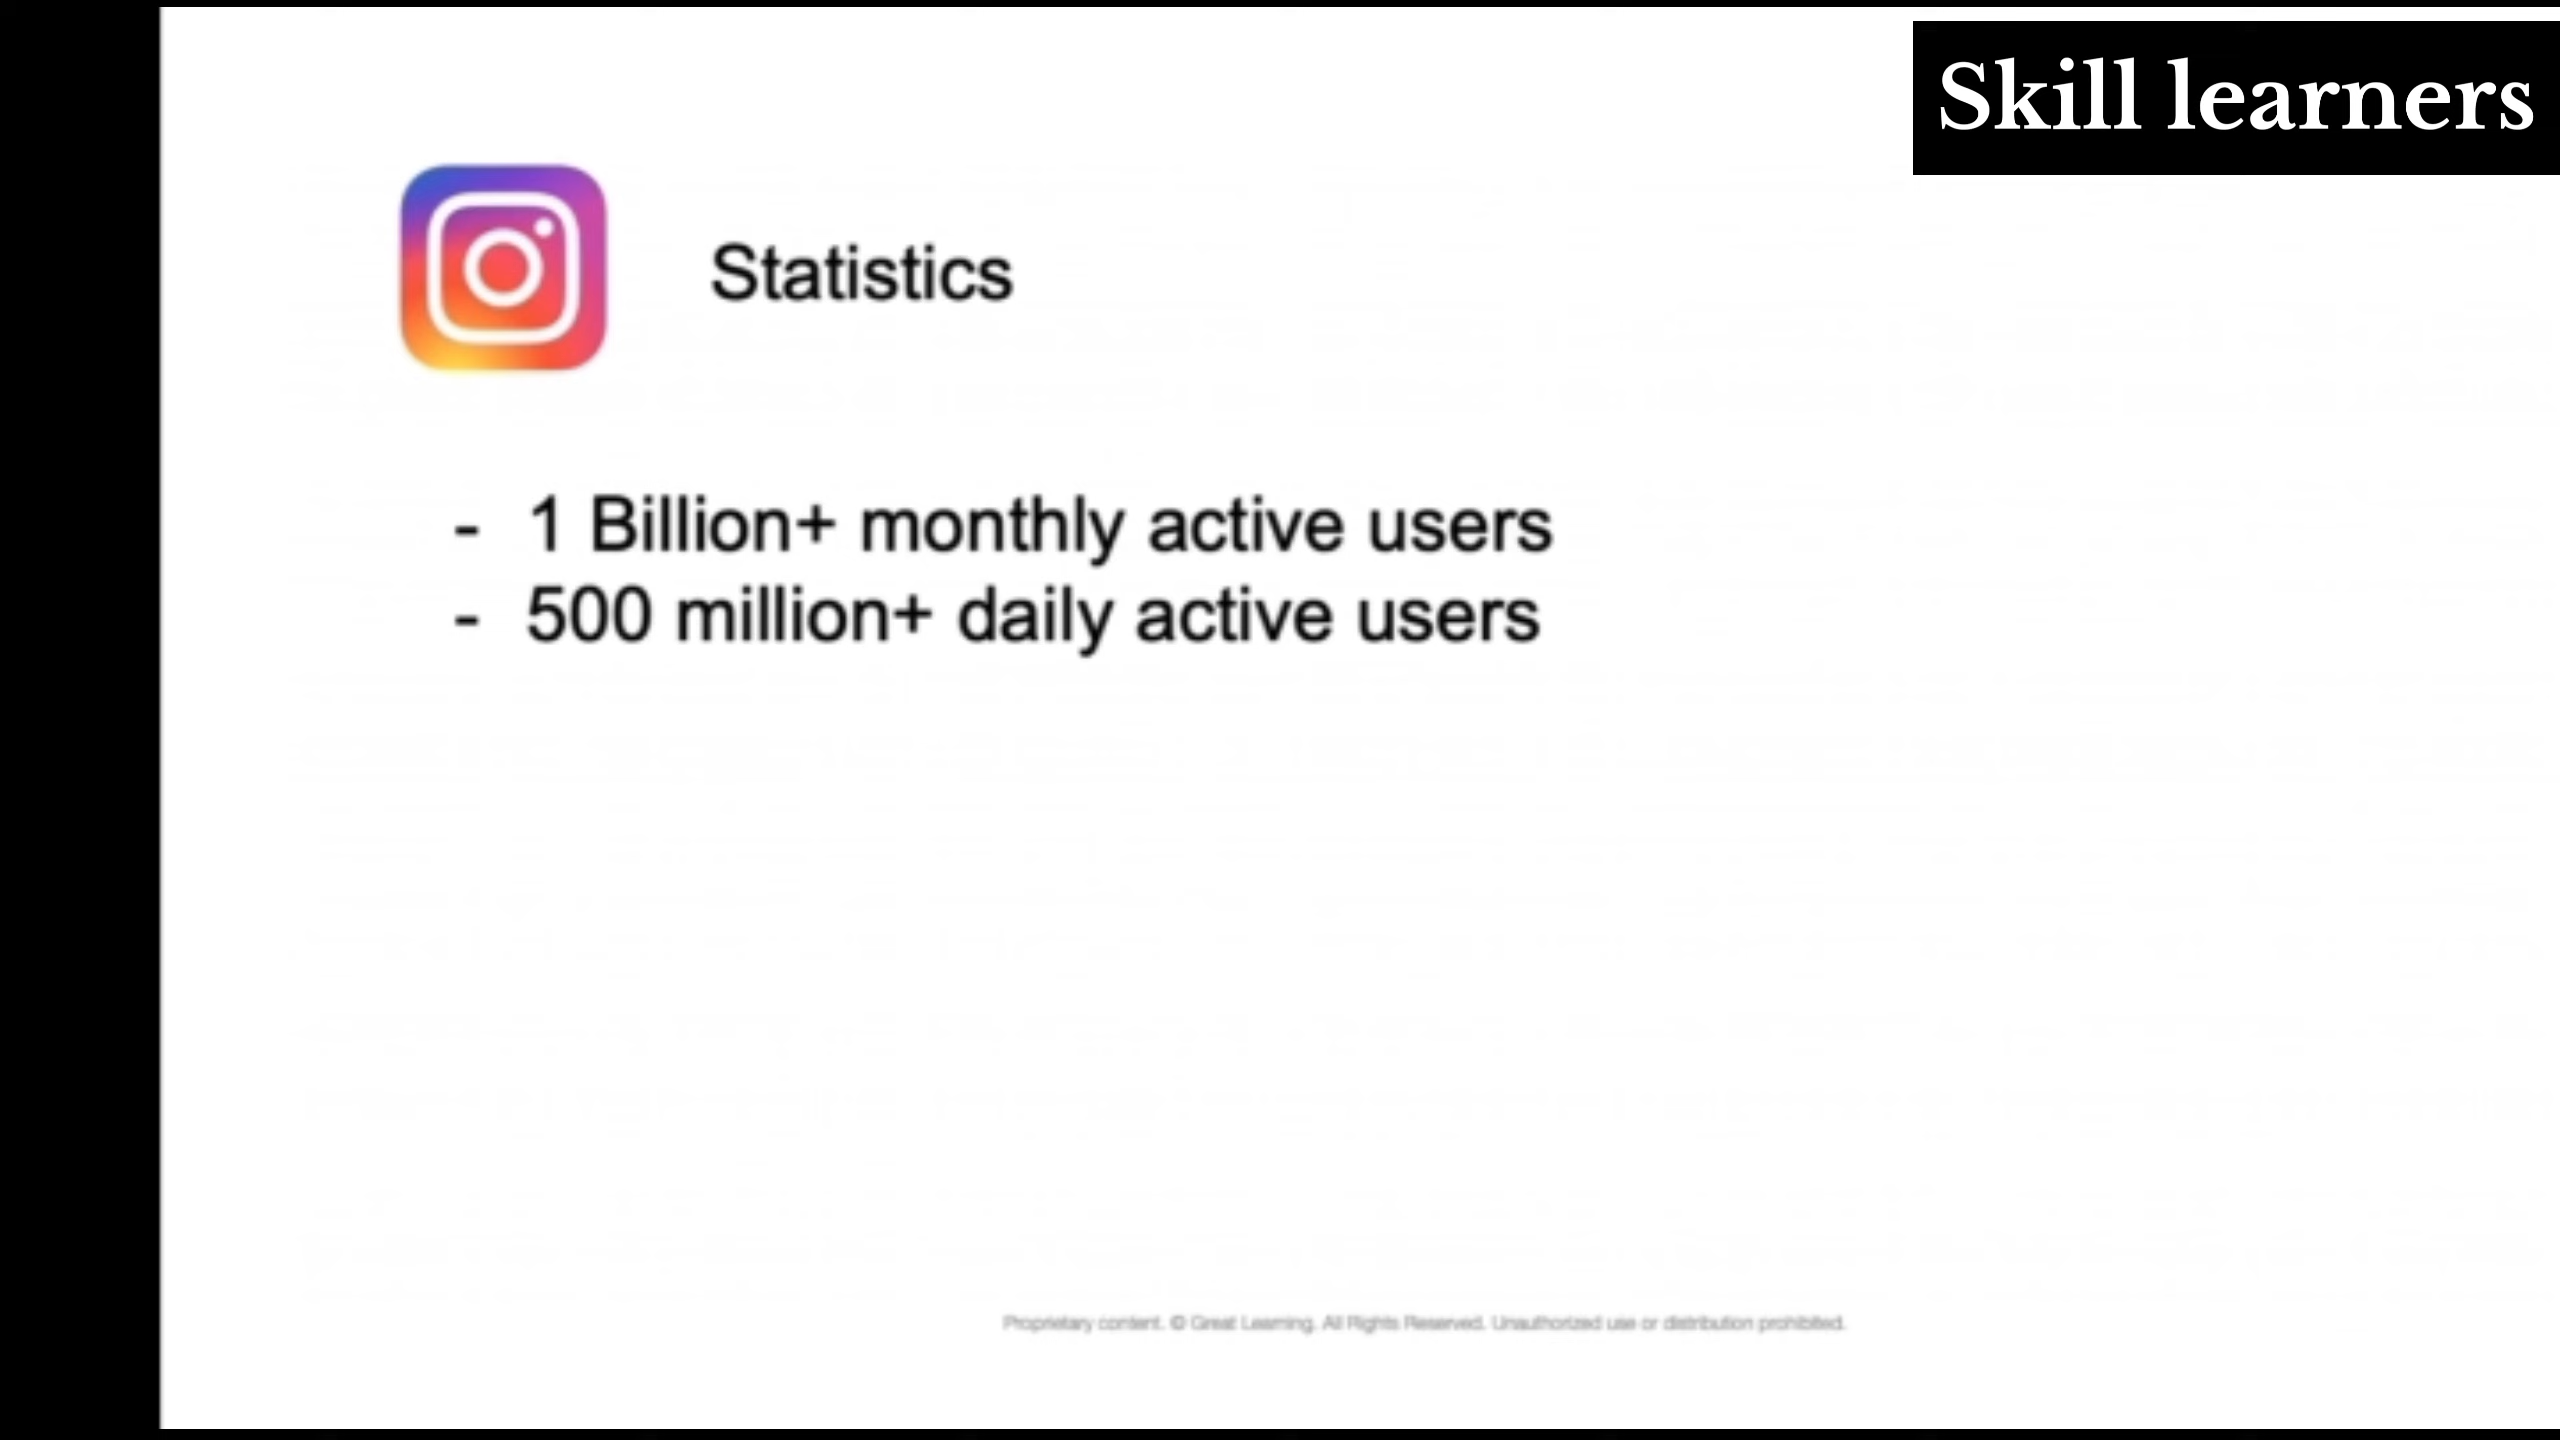 Skill learners
Statistics
- 1 Billion+ monthly active users
- 500 million+ daily active users
Proprietary content. © Great Learning. All Rights Reserved. Unauthorized use or distribution prohibited.